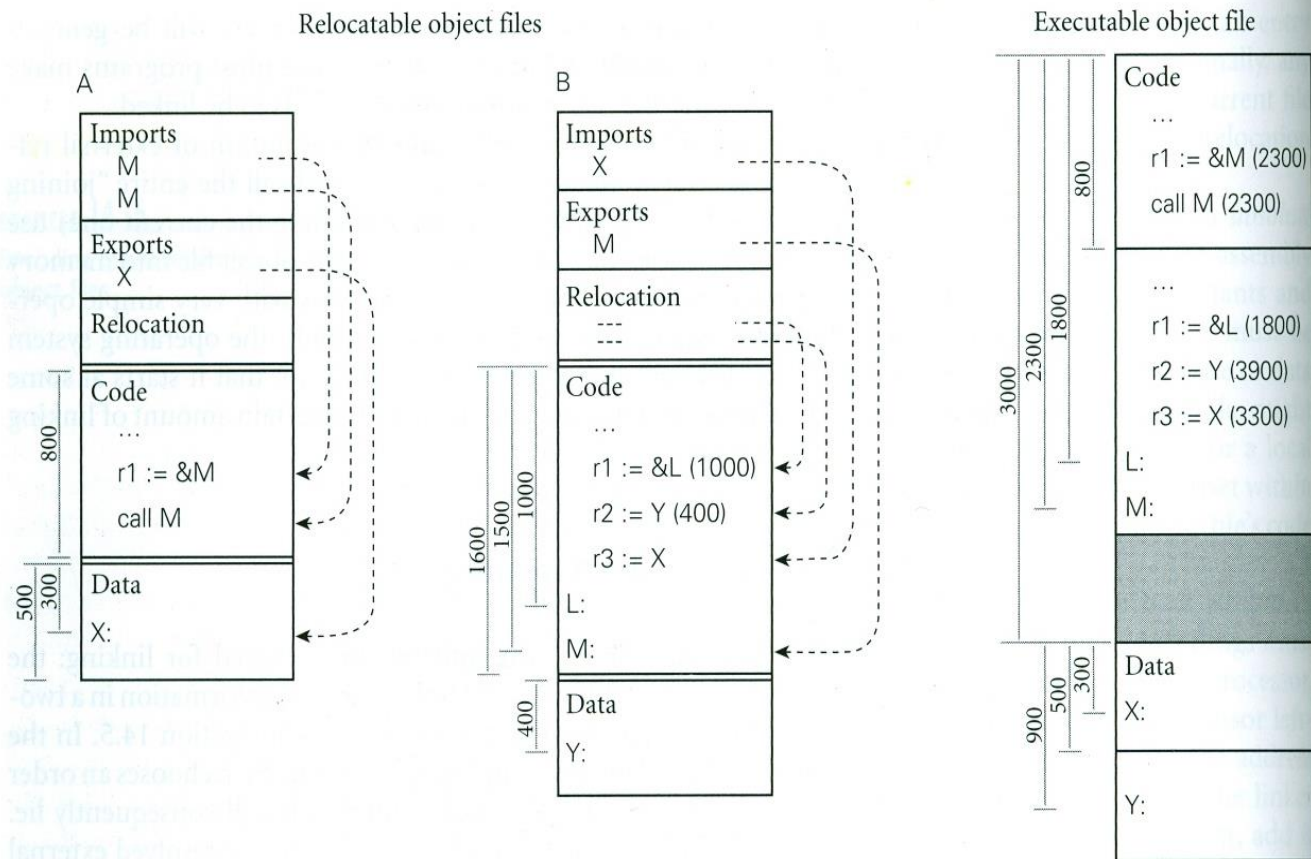 Relocatable object files
A
Imports
M
M
Exports
X
Relocation
Code
...
r1 := &M
call M
Data
X:
800
500
300
B
Imports
X
Exports
M
Relocation
...
...
Code
...
r1 := &L (1000)
r2 := Y (400)
r3 := X
L:
M:
Data
Y:
1600
1500
1000
400
Executable object file
Code
...
r1 := &M (2300)
call M (2300)
...
r1 := &L (1800)
r2 := Y (3900)
r3 := X (3300)
L:
M:
Data
X:
Y:
3000
2300
1800
800
900
500
300